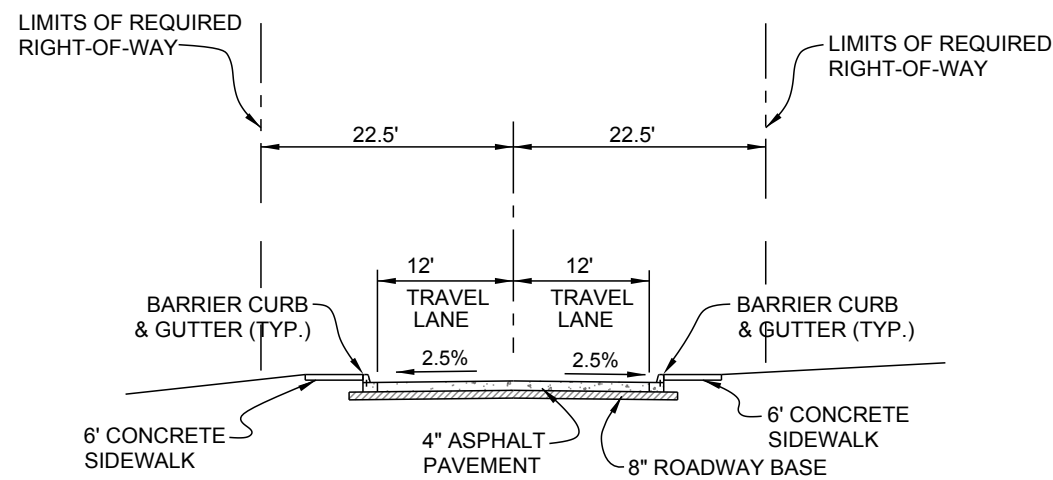 LIMITS OF REQUIRED
RIGHT-OF-WAY
LIMITS OF REQUIRED
RIGHT-OF-WAY
22.5'
22.5'
12'
12'
TRAVEL
LANE
TRAVEL
LANE
BARRIER CURB
& GUTTER (TYP.)
BARRIER CURB
& GUTTER (TYP.)
2.5%
2.5%
6' CONCRETE
SIDEWALK
4" ASPHALT
PAVEMENT
8" ROADWAY BASE
6' CONCRETE
SIDEWALK